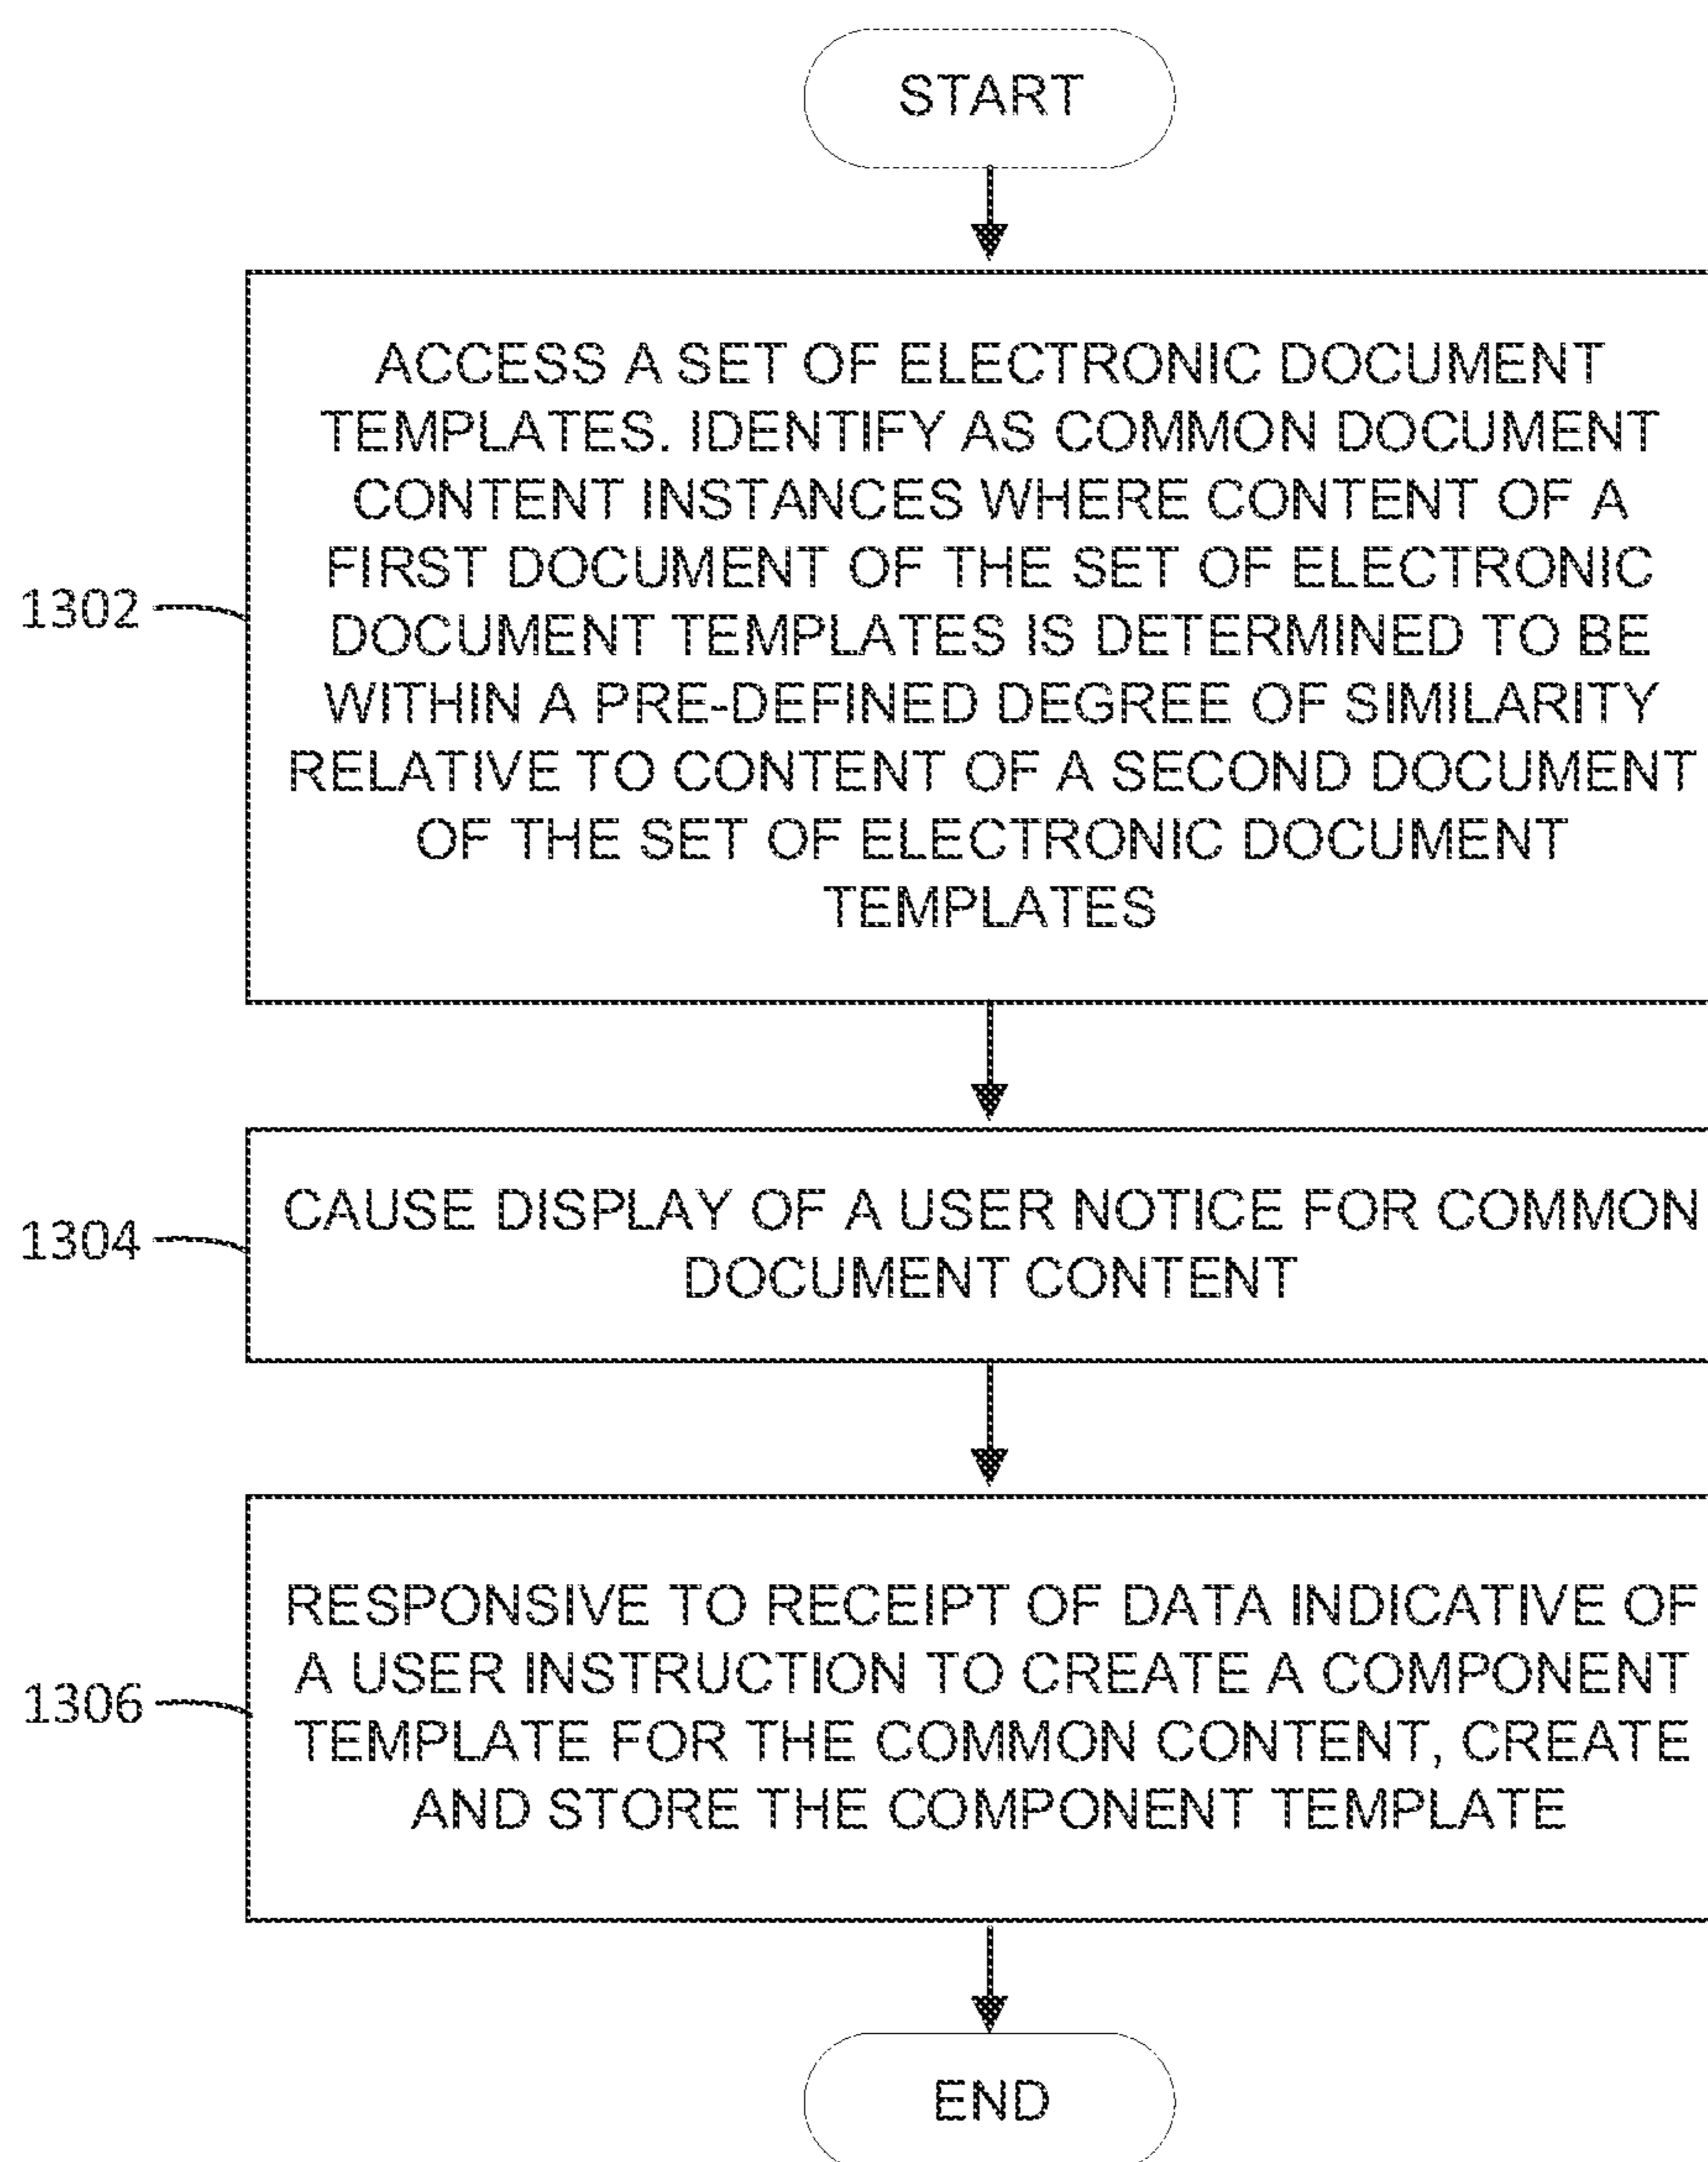 START
ACCESS A SET OF ELECTRONIC DOCUMENT
TEMPLATES. IDENTIFY AS COMMON DOCUMENT
CONTENT INSTANCES WHERE CONTENT OF A
FIRST DOCUMENT OF THE SET OF ELECTRONIC
1302
DOCUMENT TEMPLATES IS DETERMINED TO BE
WITHIN A PRE-DEFINED DEGREE OF SIMILARITY
RELATIVE TO CONTENT OF A SECOND DOCUMENT
OF THE SET OF ELECTRONIC DOCUMENT
TEMPLATES
1304
CAUSE DISPLAY OF A USER NOTICE FOR COMMON
DOCUMENT CONTENT
RESPONSIVE TO RECEIPT OF DATA INDICATIVE OF
A USER INSTRUCTION TO CREATE A COMPONENT
1306
TEMPLATE FOR THE COMMON CONTENT, CREATE
AND STORE THE COMPONENT TEMPLATE
END